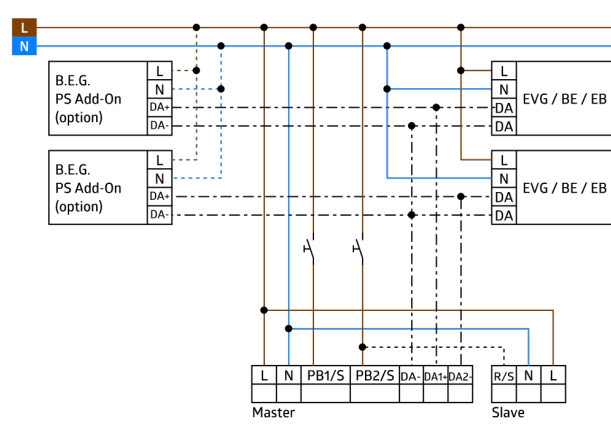 L
N
B.E.G.
PS Add-On
(option)
L
N
DA+
DA-
L
N
DA
DA
EVG / BE / EB
B.E.G.
PS Add-On
(option)
L
N
DA+
DA-
L
N
DA
DA
EVG / BE / EB
L N PB1/S PB2/S DA- DA1+ DA2-
R/S N L
Master
Slave